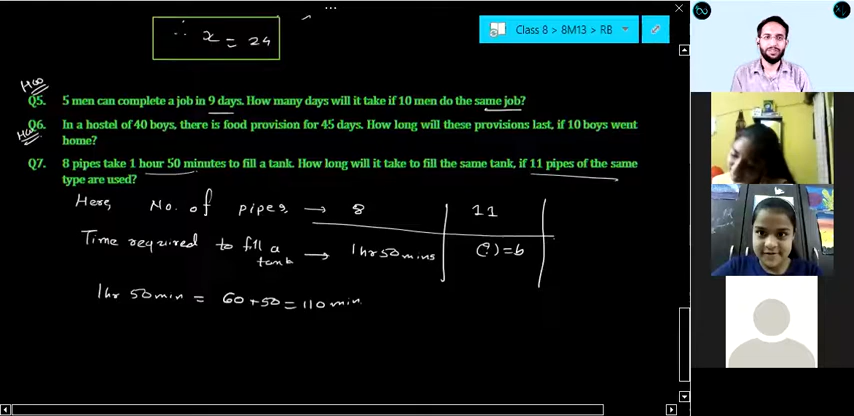 ∴ x = 24
Class 8 > 8M13 > RB
HW
Q5. 5 men can complete a job in 9 days. How many days will it take if 10 men do the same job?
HW
Q6. In a hostel of 40 boys, there is food provision for 45 days. How long will these provisions last, if 10 boys went
home?
Q7. 8 pipes take 1 hour 50 minutes to fill a tank. How long will it take to fill the same tank, if 11 pipes of the same
type are used?
Here, No. of pipes → 8 11
Time required to fill a tank → 1hr 50mins (?) = b
1hr 50min = 60+50 = 110 min